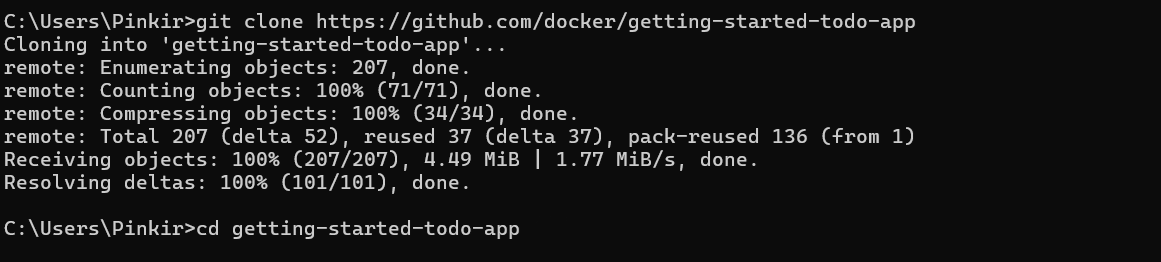 C:\Users\Pinkir>git clone https://github.com/docker/getting-started-todo-app
Cloning into 'getting-started-todo-app'...
remote: Enumerating objects: 207, done.
remote: Counting objects: 100% (71/71), done.
remote: Compressing objects: 100% (34/34), done.
remote: Total 207 (delta 52), reused 37 (delta 37), pack-reused 136 (from 1)
Receiving objects: 100% (207/207), 4.49 MiB | 1.77 MiB/s, done.
Resolving deltas: 100% (101/101), done.
C:\Users\Pinkir>cd getting-started-todo-app